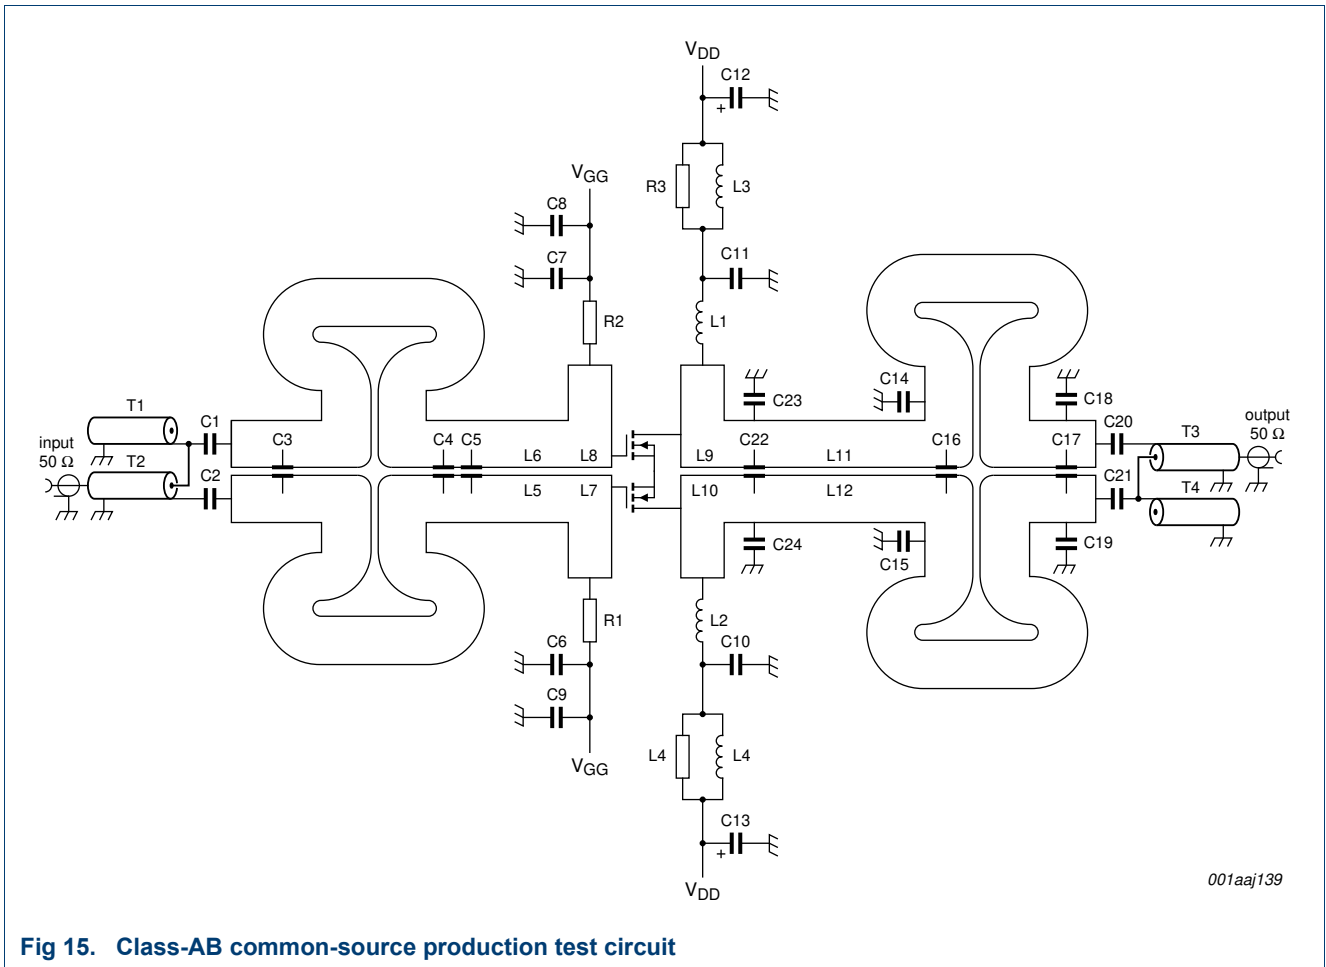 VDD
C12
+
R3
L3
VGG
C8
C7
C11
R2
L1
C14
C23
C18
T1
C1
C20
T3
output
50 Ω
input
50 Ω
C3
C4
C5
L6
L8
L9
C22
L11
C16
C17
T2
C2
L5
L7
L10
L12
C21
T4
C24
C15
C19
R1
L2
C6
C10
C9
VGG
L4
L4
C13
+
VDD
001aaj139
Fig 15. Class-AB common-source production test circuit